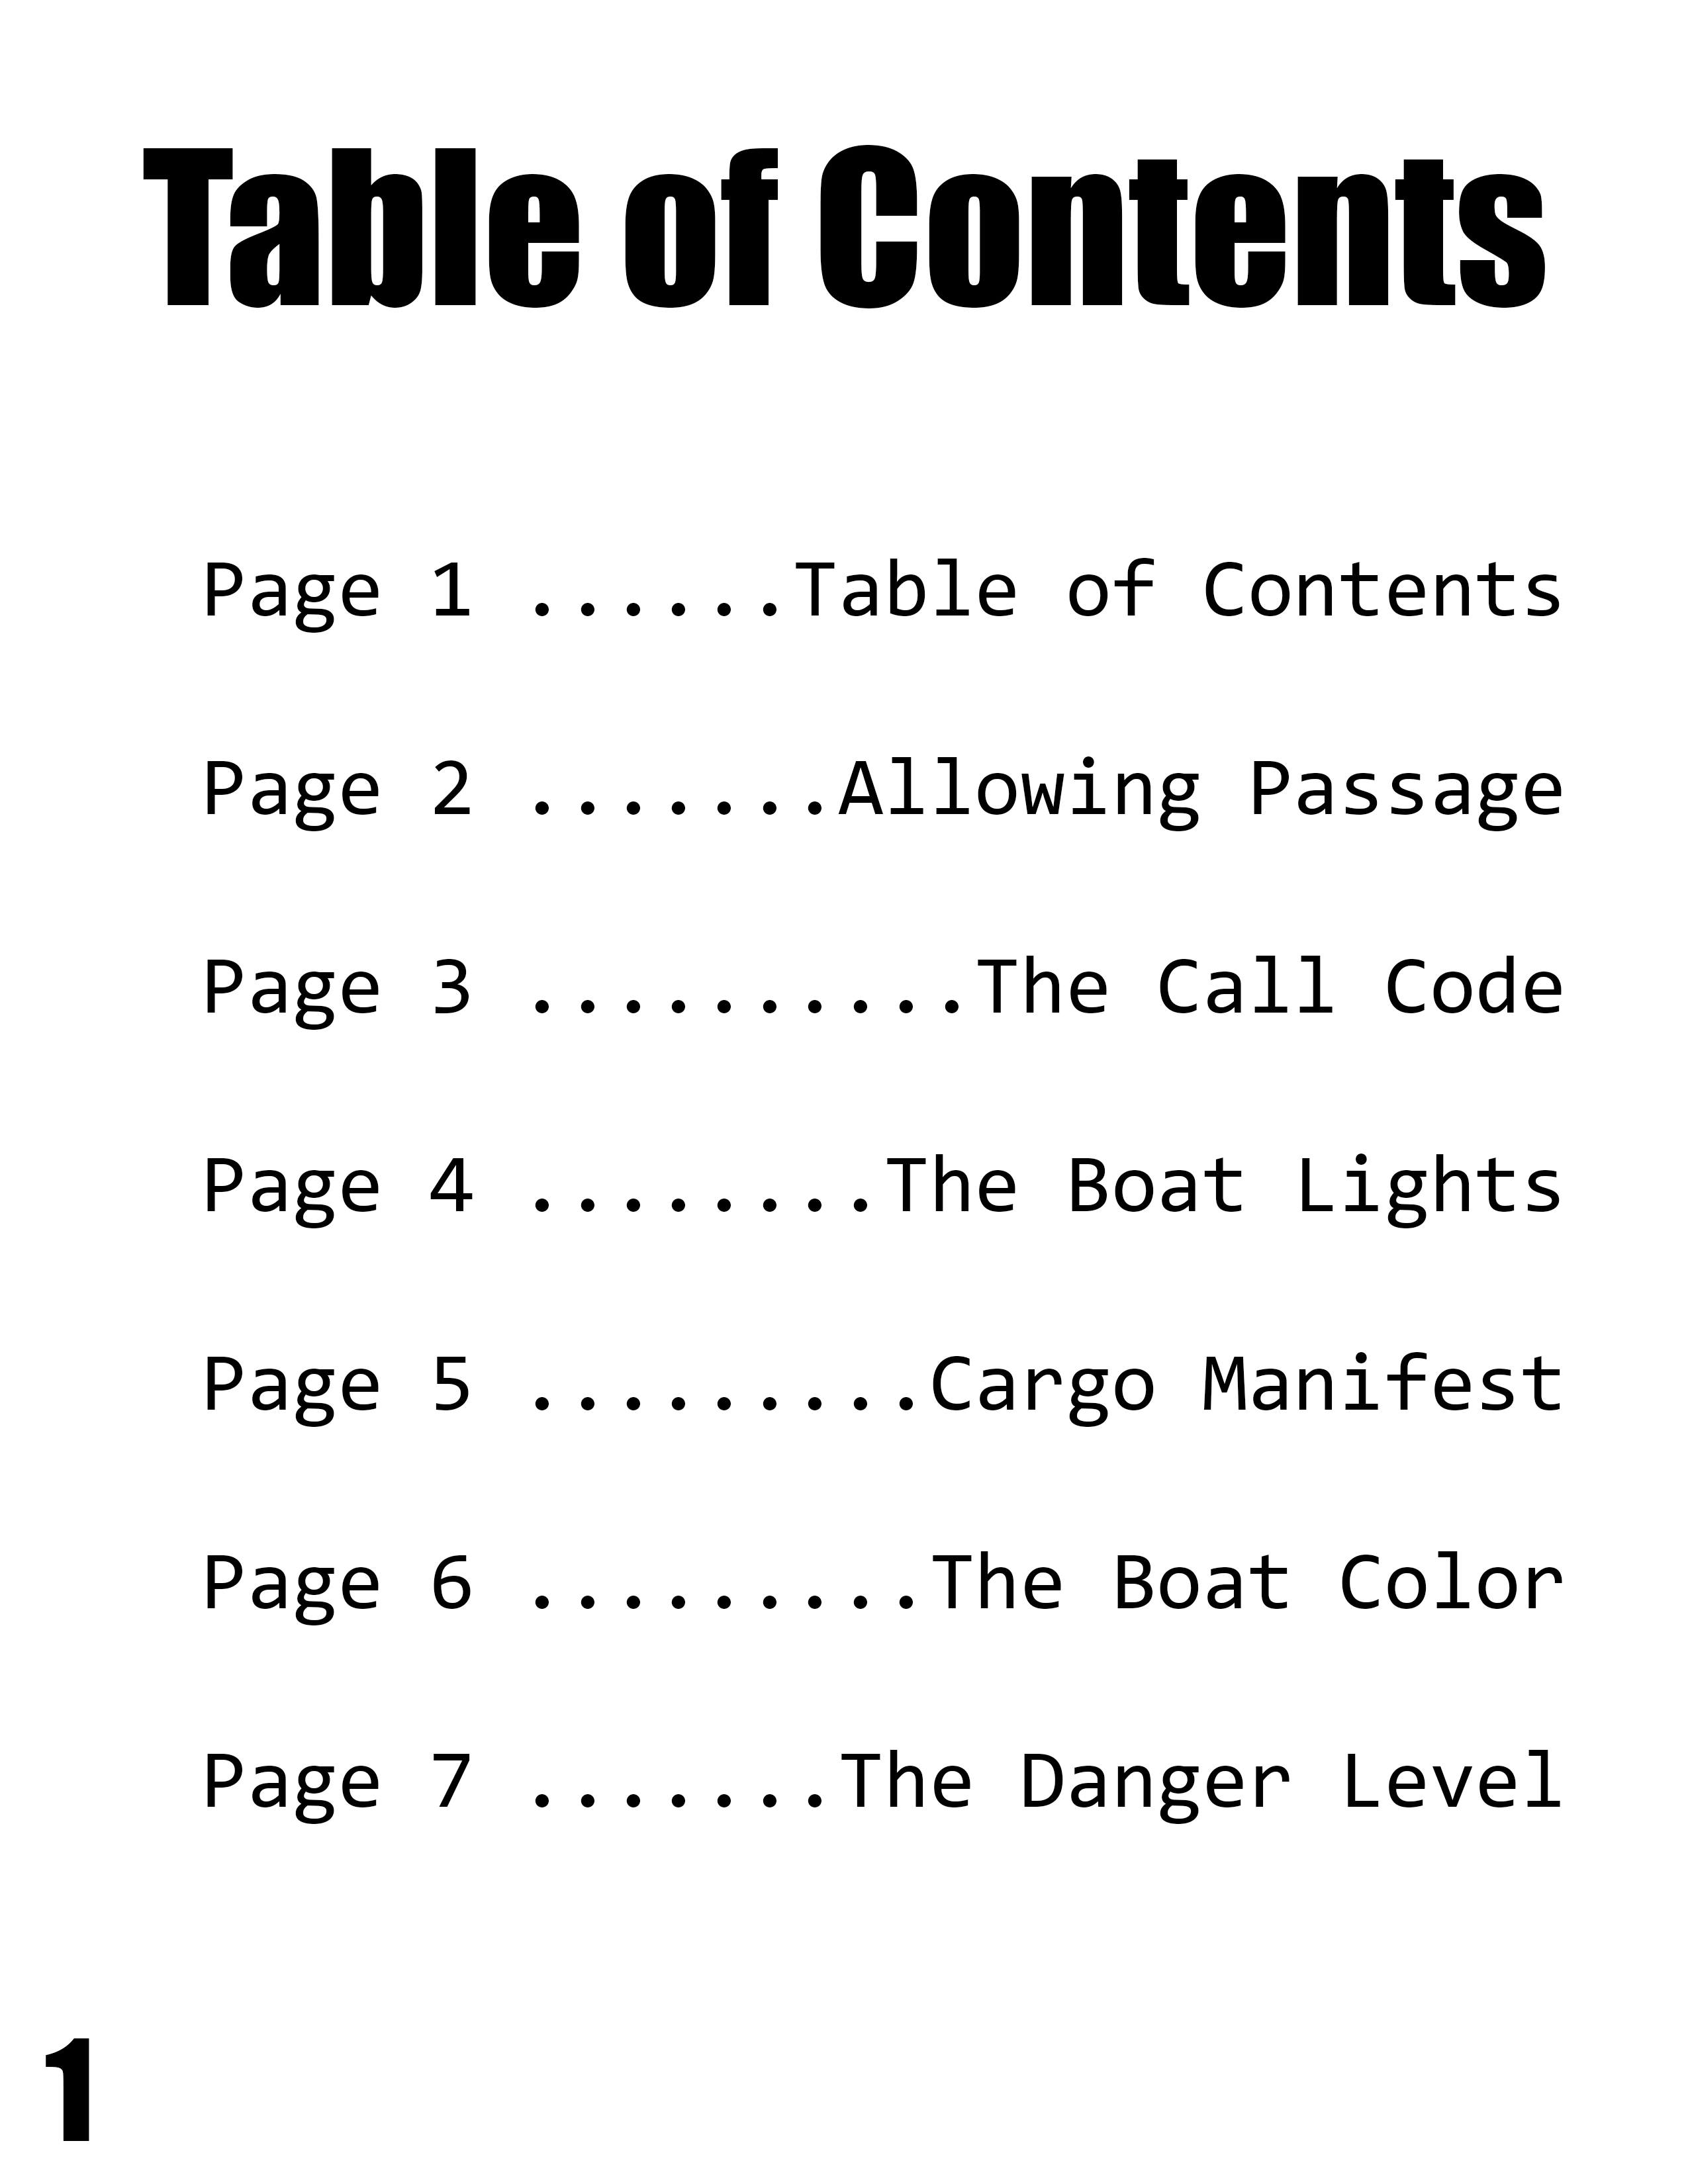 Table of Contents
Page 1 ......Table of Contents
Page 2 .......Allowing Passage
Page 3 ..........The Call Code
Page 4 ........The Boat Lights
Page 5 .........Cargo Manifest
Page 6 .........The Boat Color
Page 7 .......The Danger Level
1